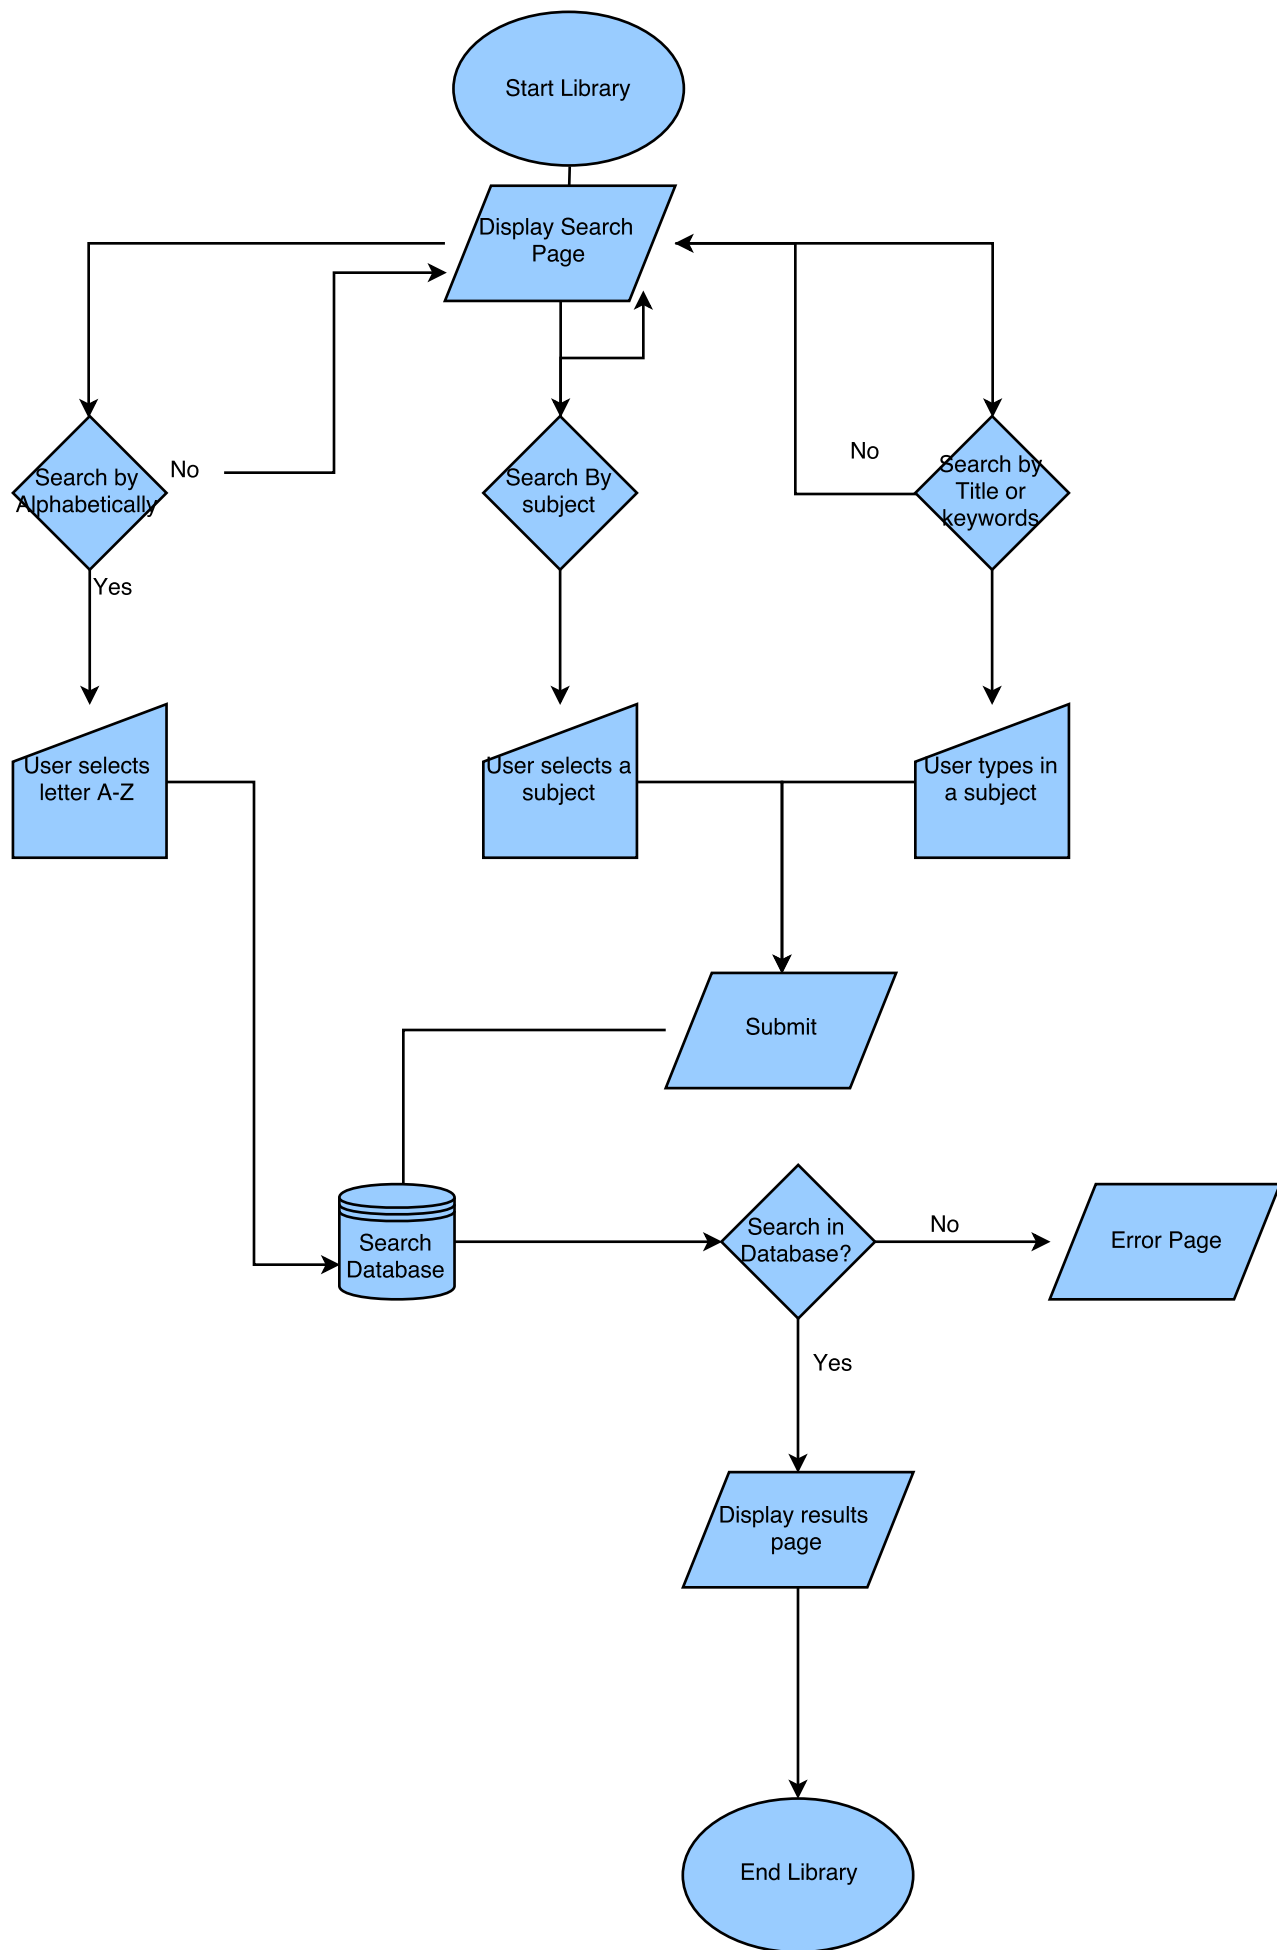 Start Library
Display Search
Page
No
No
Search by
Alphabetically
Search By
subject
Search by
Title or
keywords
Yes
User selects
letter A-Z
User selects a
subject
User types in
a subject
Submit
Search
Database
Search in
Database?
No
Error Page
Yes
Display results
page
End Library